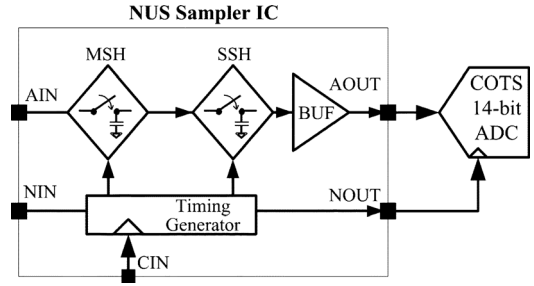 NUS Sampler IC
MSH
SSH
AIN
AOUT
BUF
COTS
14-bit
ADC
NIN
Timing
Generator
NOUT
CIN